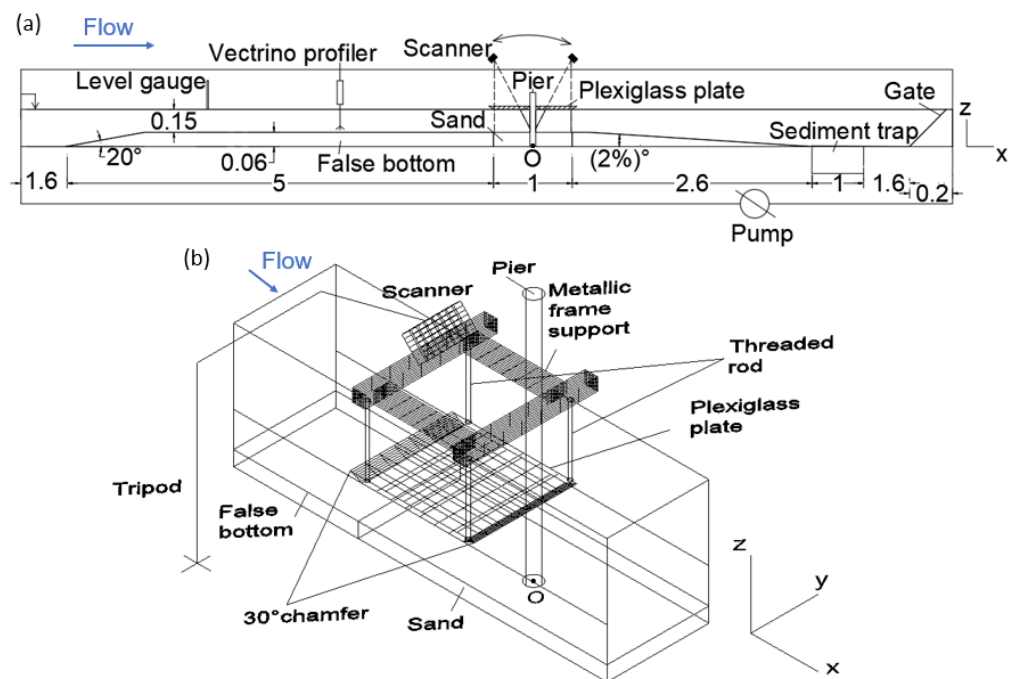 (a)
Flow
Vectrino profiler
Scanner
Level gauge
Pier
Plexiglass plate
Gate
z
0.15
Sand
Sediment trap
x
20°
0.06
False bottom
O
(2%)°
1.6
5
1
2.6
1
1.6
0.2
Pump
(b)
Flow
Pier
Scanner
Metallic
frame
support
Threaded
rod
Plexiglass
plate
Tripod
False
bottom
O
30°chamfer
Sand
z
y
x